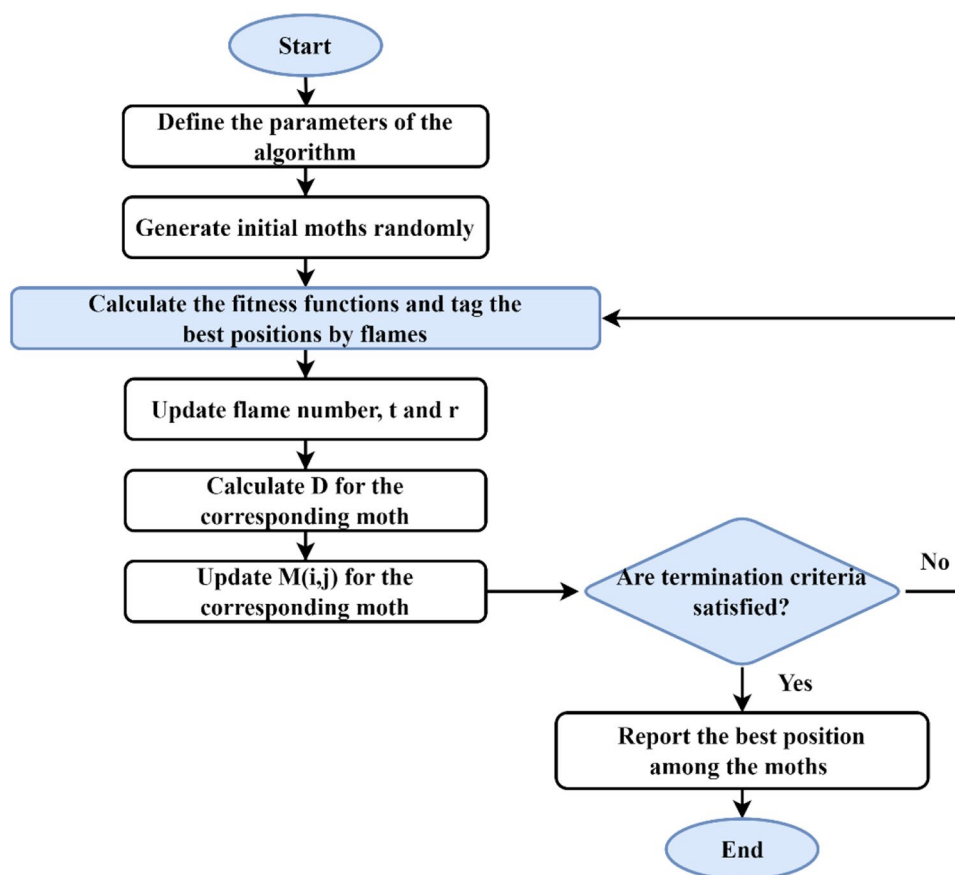 Start
Define the parameters of the
algorithm
Generate initial moths randomly
Calculate the fitness functions and tag the
best positions by flames
Update flame number, t and r
Calculate D for the
corresponding moth
Update M(i,j) for the
corresponding moth
Are termination criteria
satisfied?
No
Yes
Report the best position
among the moths
End